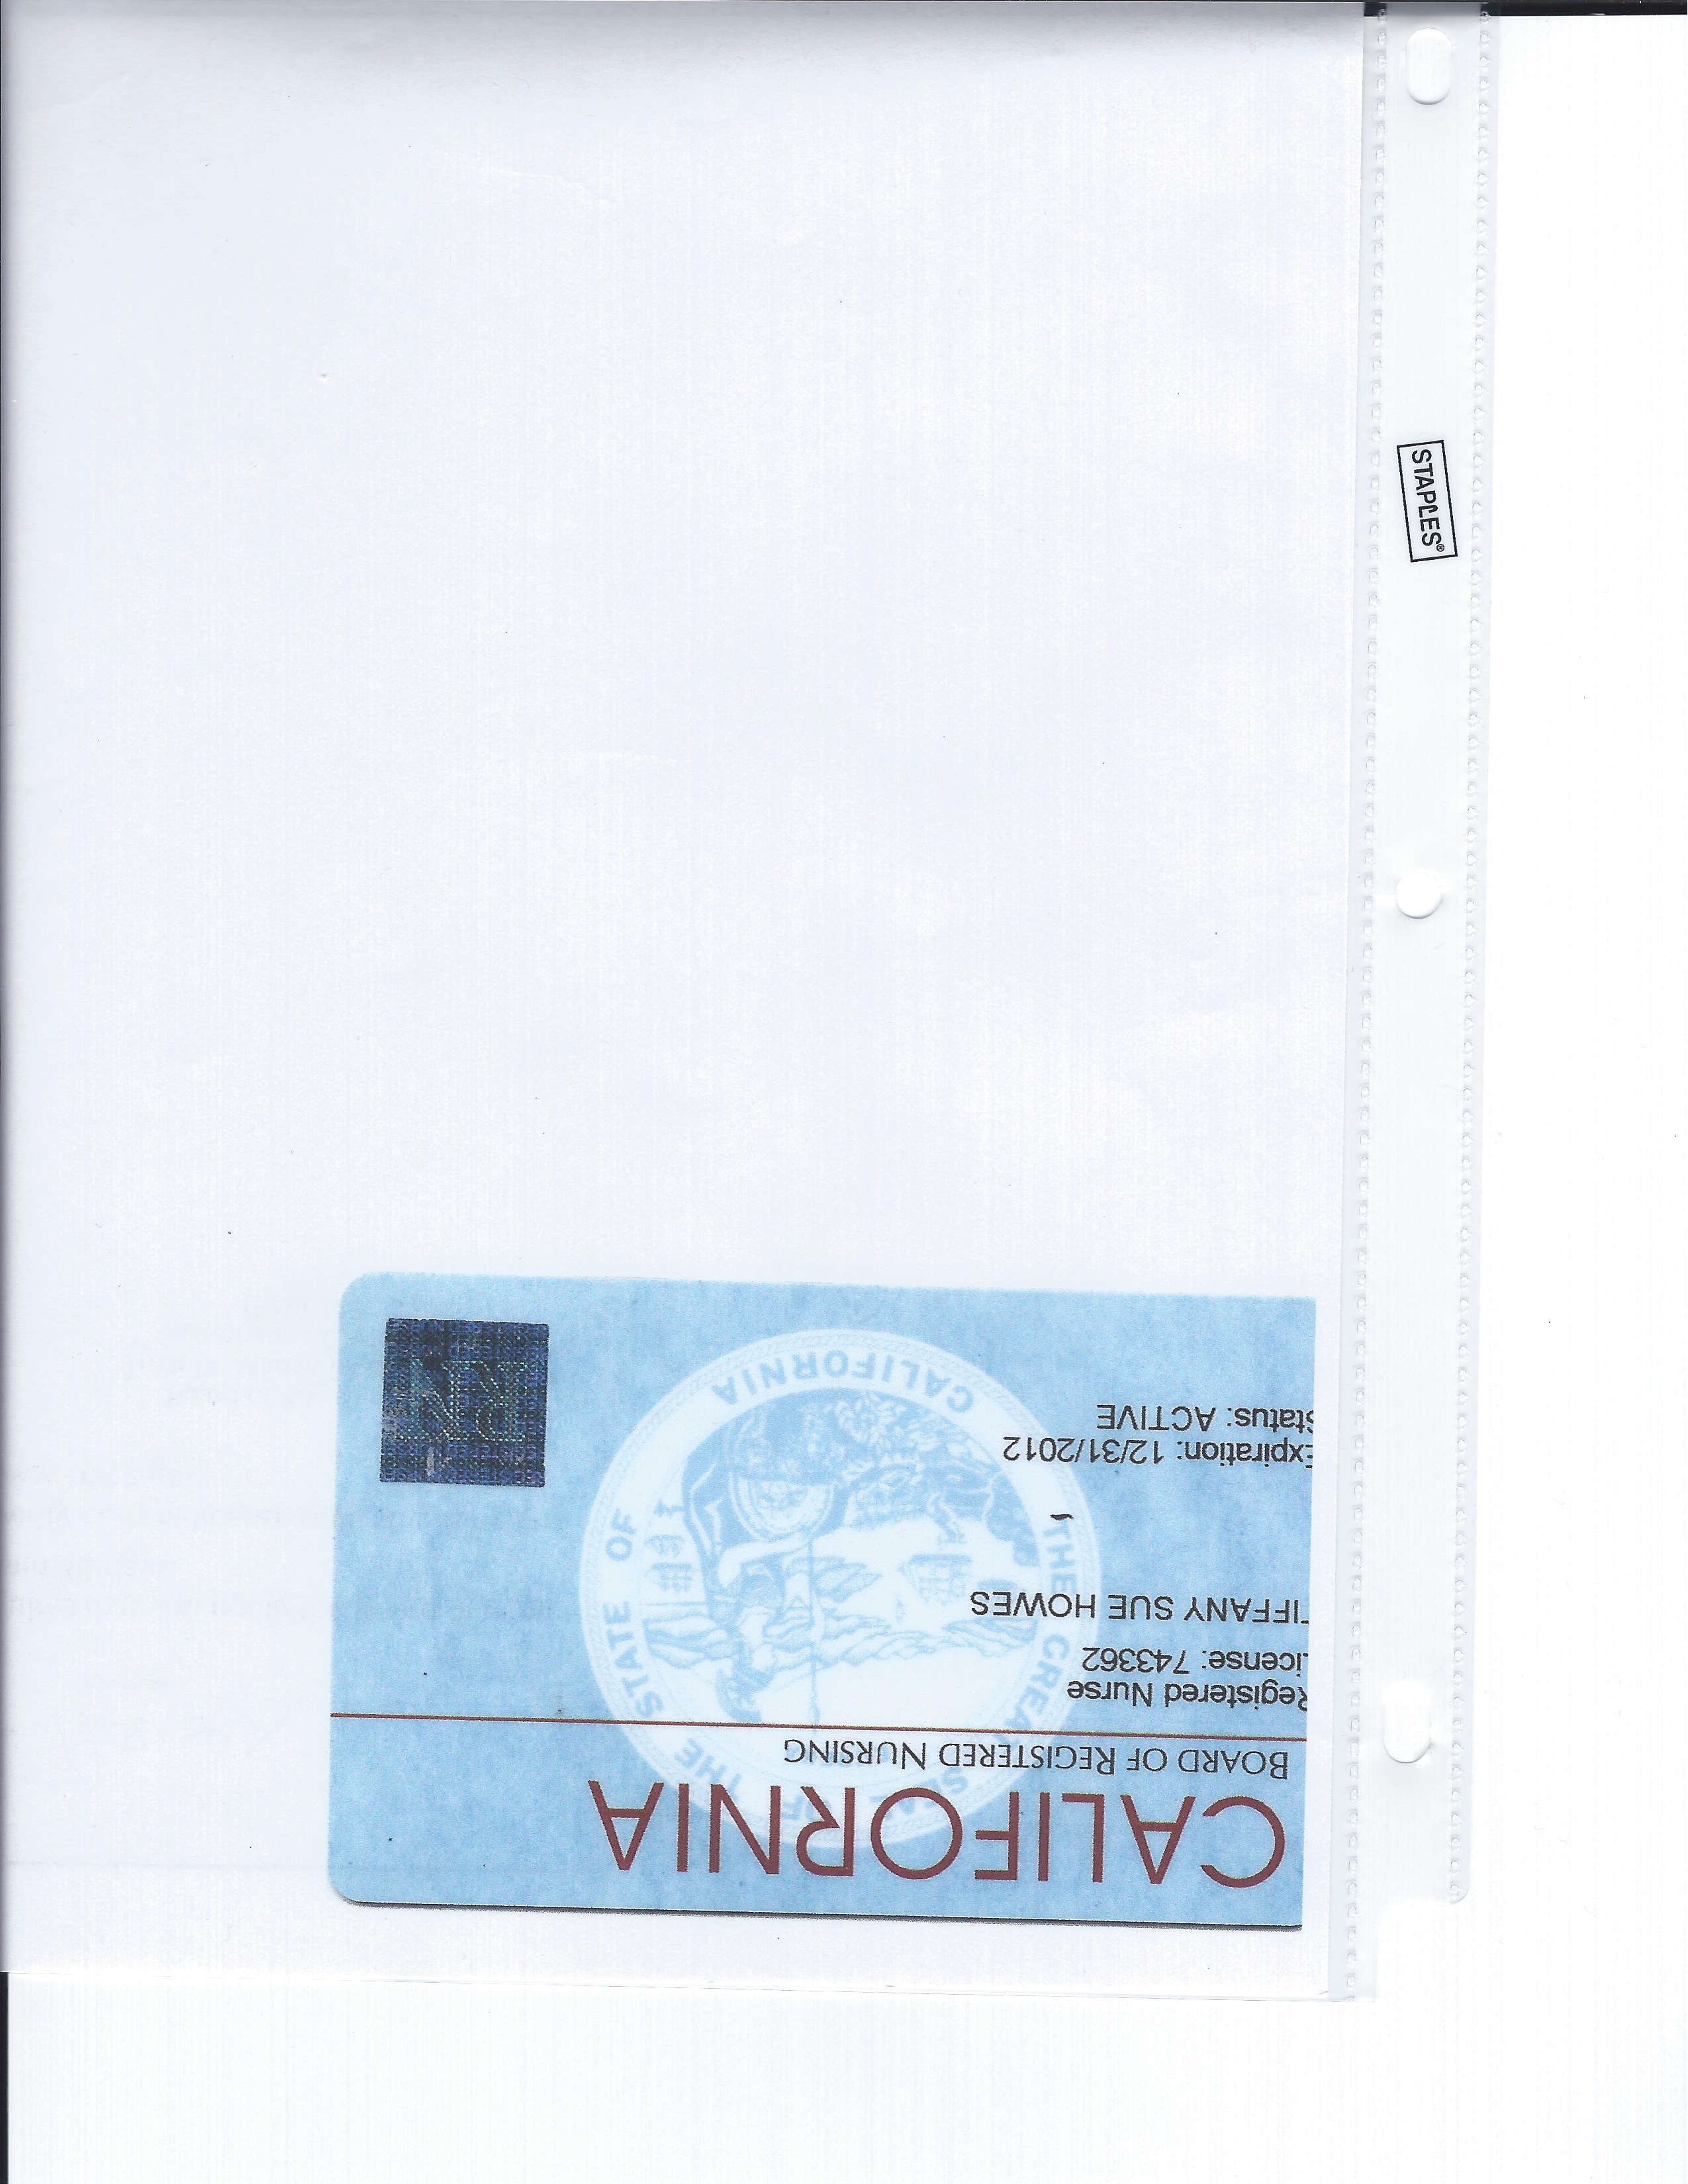 CALIFORNIA
BOARD OF REGISTERED NURSING
Registered Nurse
License: 743362
TIFFANY SUE HOWES
Expiration: 12/31/2012
Status: ACTIVE
RN
THE GREAT SEAL OF THE STATE OF CALIFORNIA
STAPLES®